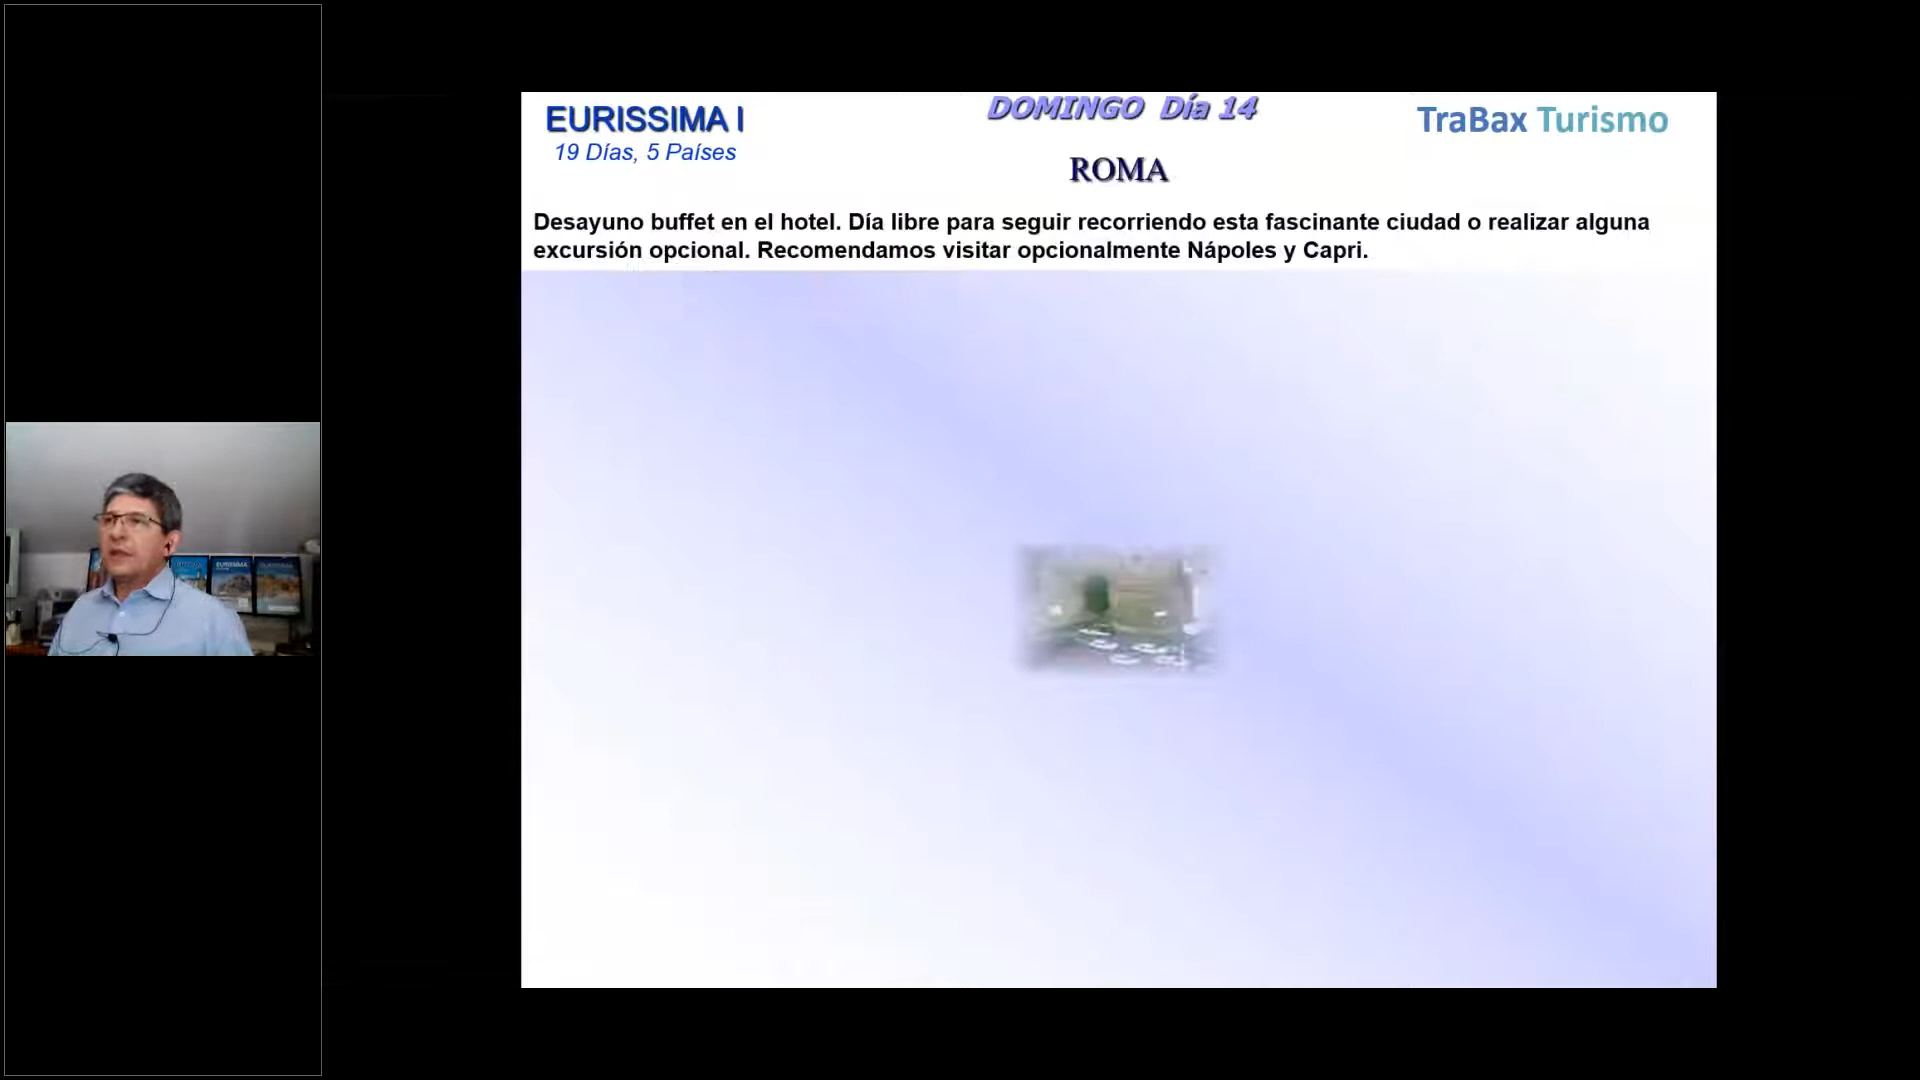 EURISSIMA I
19 Días, 5 Países
DOMINGO Día 14
TraBax Turismo
ROMA
Desayuno buffet en el hotel. Día libre para seguir recorriendo esta fascinante ciudad o realizar alguna
excursión opcional. Recomendamos visitar opcionalmente Nápoles y Capri.
EURISSIMA